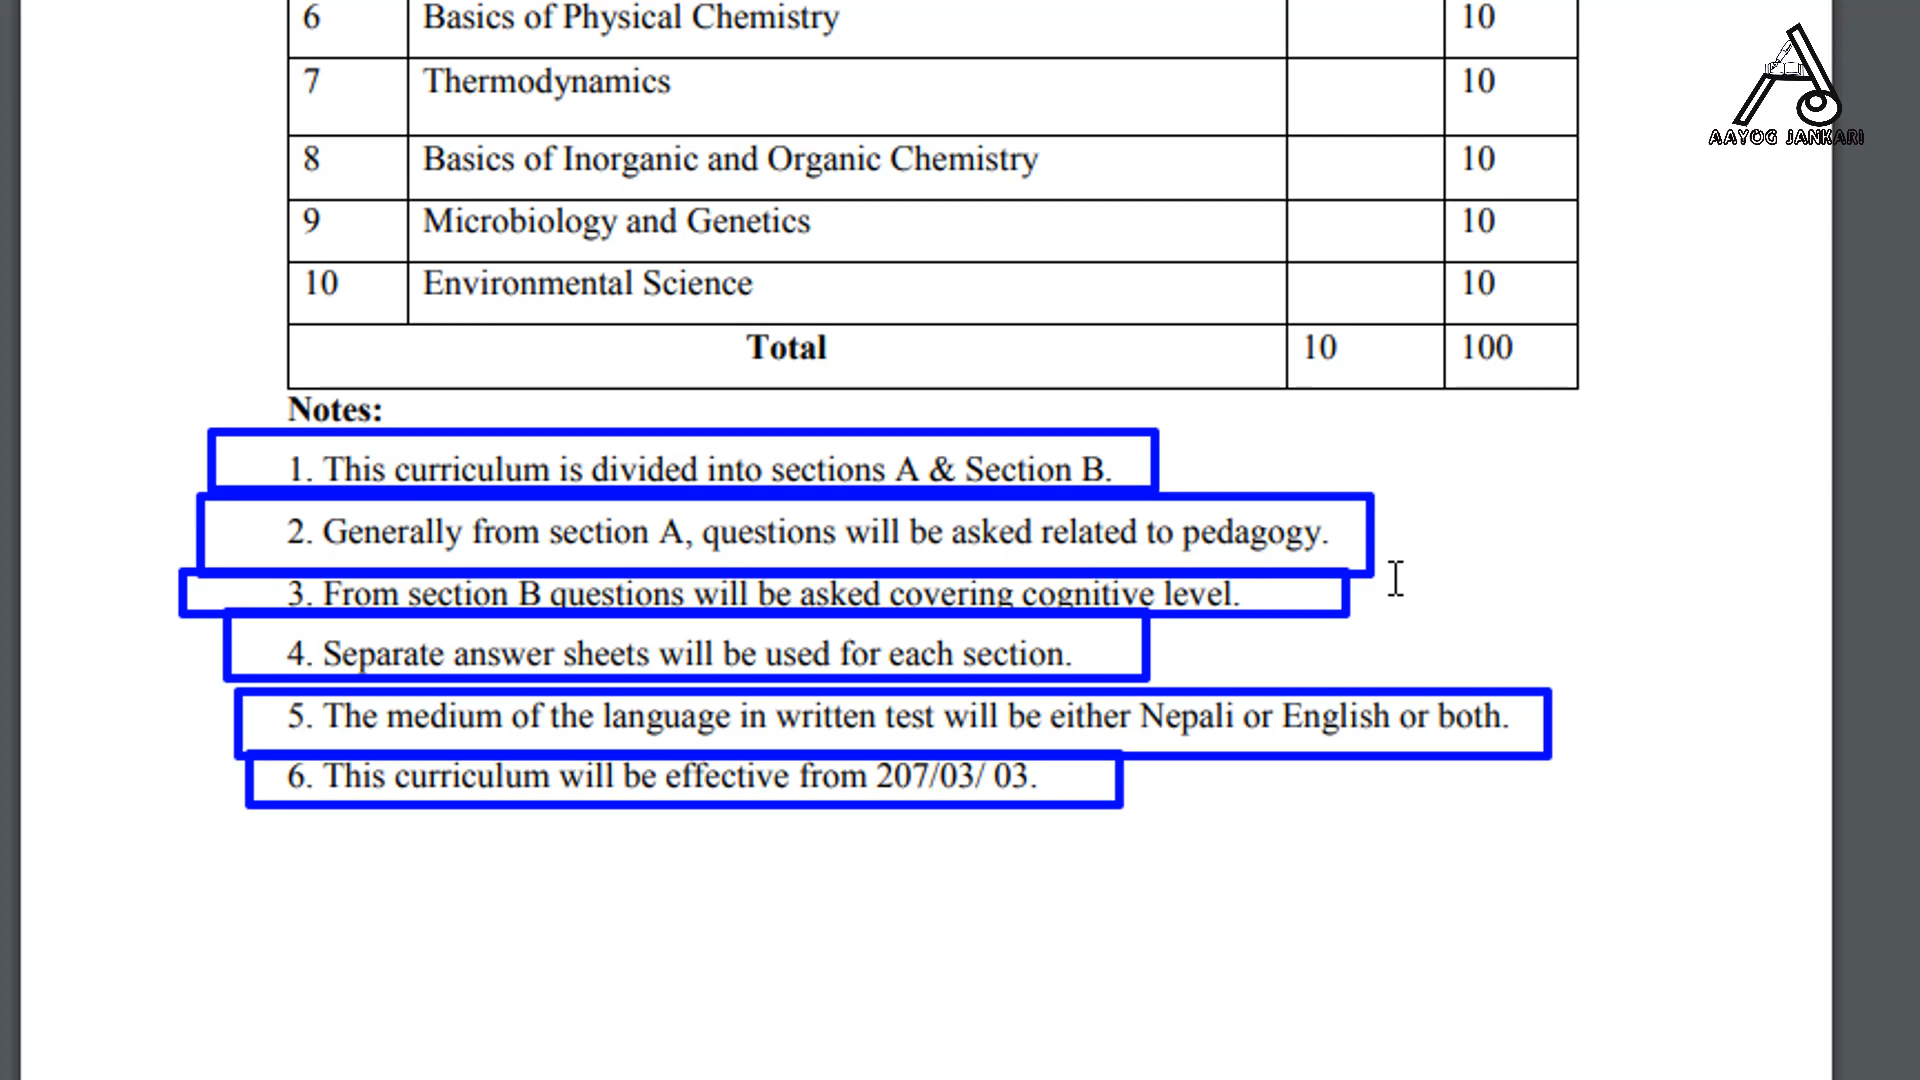 6 Basics of Physical Chemistry 10
7 Thermodynamics 10
8 Basics of Inorganic and Organic Chemistry 10
9 Microbiology and Genetics 10
10 Environmental Science 10
Total 10 100
Notes:
1. This curriculum is divided into sections A & Section B.
2. Generally from section A, questions will be asked related to pedagogy.
3. From section B questions will be asked covering cognitive level.
4. Separate answer sheets will be used for each section.
5. The medium of the language in written test will be either Nepali or English or both.
6. This curriculum will be effective from 207/03/ 03.
AAYOG JANKARI